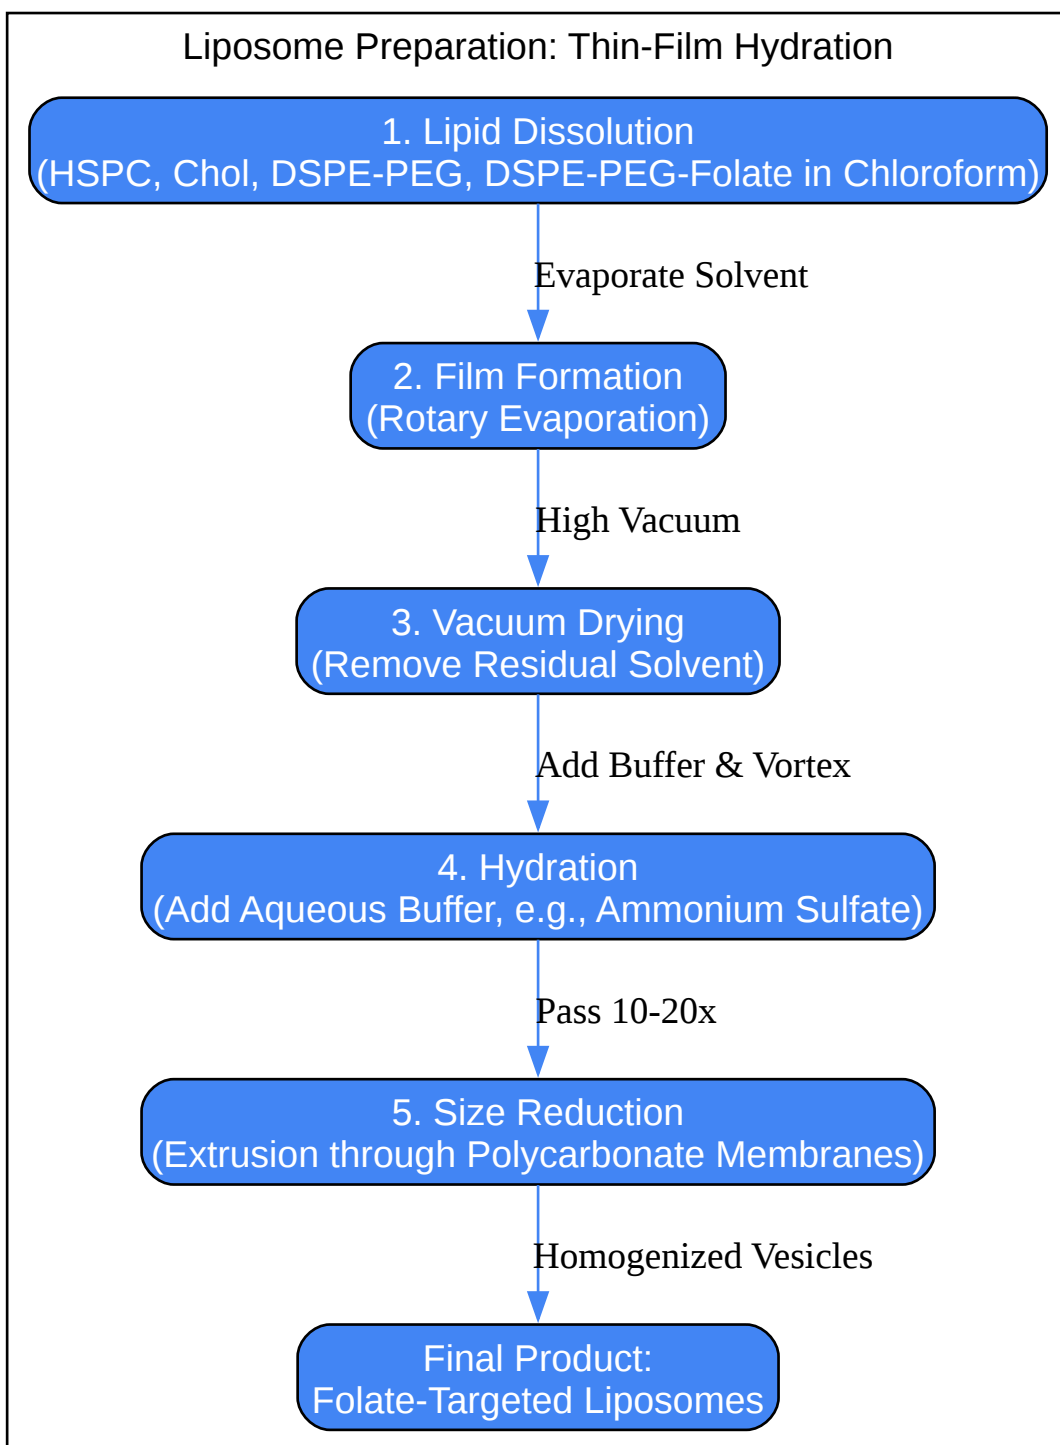 Liposome Preparation: Thin-Film Hydration
1. Lipid Dissolution
(HSPC, Chol, DSPE-PEG, DSPE-PEG-Folate in Chloroform)
Evaporate Solvent
2. Film Formation
(Rotary Evaporation)
High Vacuum
3. Vacuum Drying
(Remove Residual Solvent)
Add Buffer & Vortex
4. Hydration
(Add Aqueous Buffer, e.g., Ammonium Sulfate)
Pass 10-20x
5. Size Reduction
(Extrusion through Polycarbonate Membranes)
Homogenized Vesicles
Final Product:
Folate-Targeted Liposomes